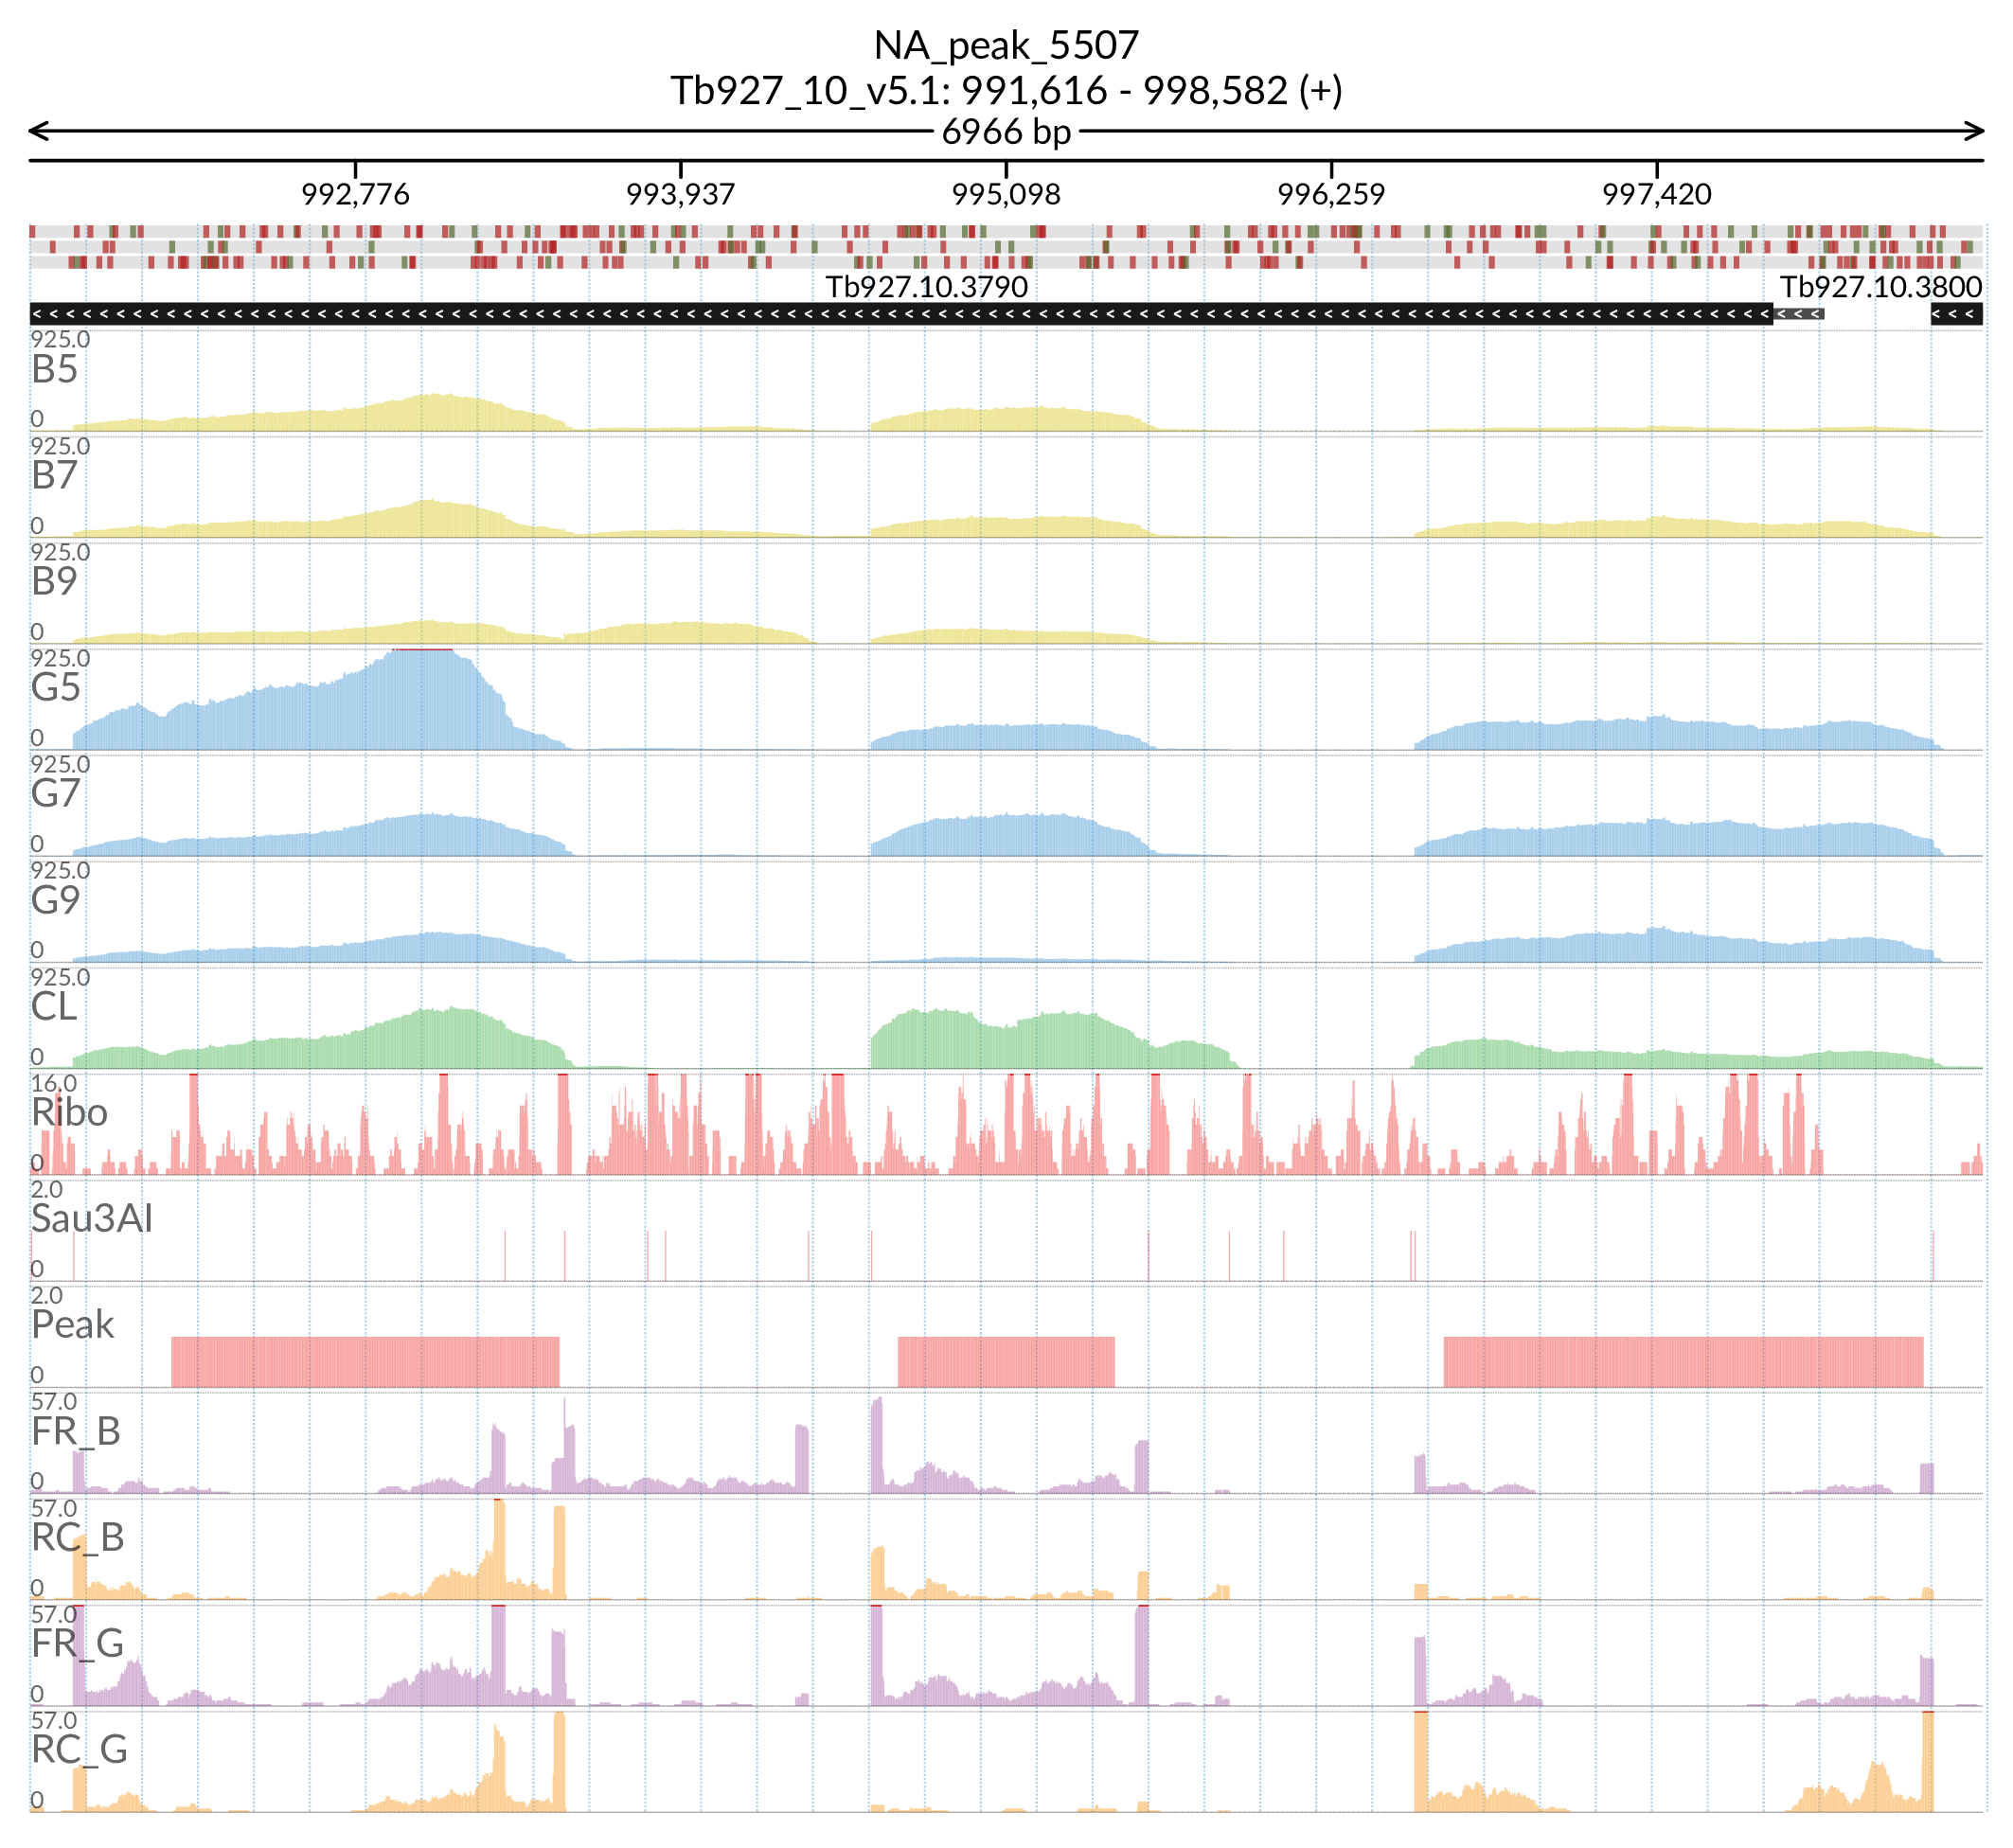 NA_peak_5507
Tb927_10_v5.1: 991,616 - 998,582 (+)
6966 bp
992,776 993,937 995,098 996,259 997,420
Tb927.10.3790 Tb927.10.3800
925.0
B5
0
925.0
B7
0
925.0
B9
0
925.0
G5
0
925.0
G7
0
925.0
G9
0
925.0
CL
0
16.0
Ribo
0
2.0
Sau3AI
0
2.0
Peak
0
57.0
FR_B
0
57.0
RC_B
0
57.0
FR_G
0
57.0
RC_G
0